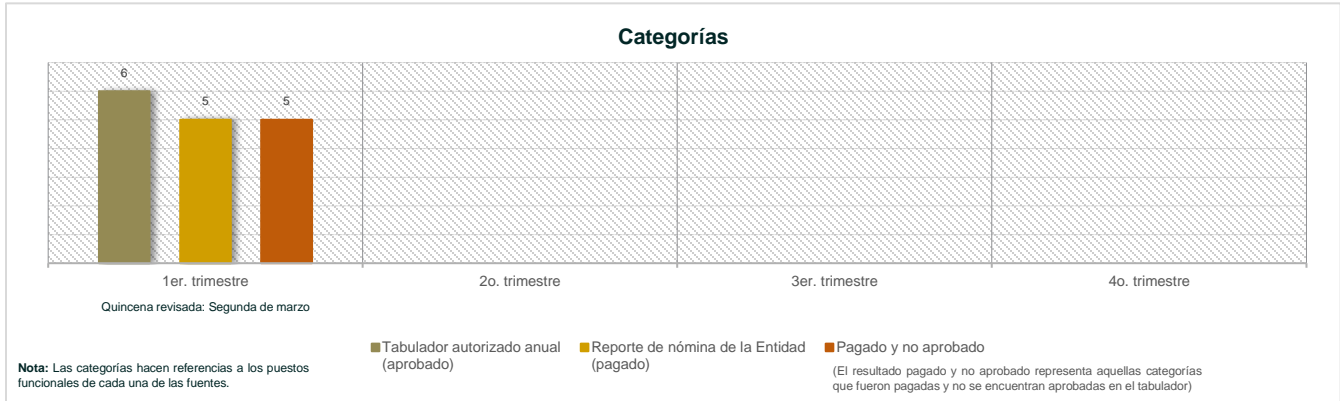 Categorías
6
5
5
1er. trimestre
2o. trimestre
3er. trimestre
4o. trimestre
Quincena revisada: Segunda de marzo
Tabulador autorizado anual
(aprobado)
Reporte de nómina de la Entidad
(pagado)
Pagado y no aprobado
(El resultado pagado y no aprobado representa aquellas categorías
que fueron pagadas y no se encuentran aprobadas en el tabulador)
Nota: Las categorías hacen referencias a los puestos
funcionales de cada una de las fuentes.